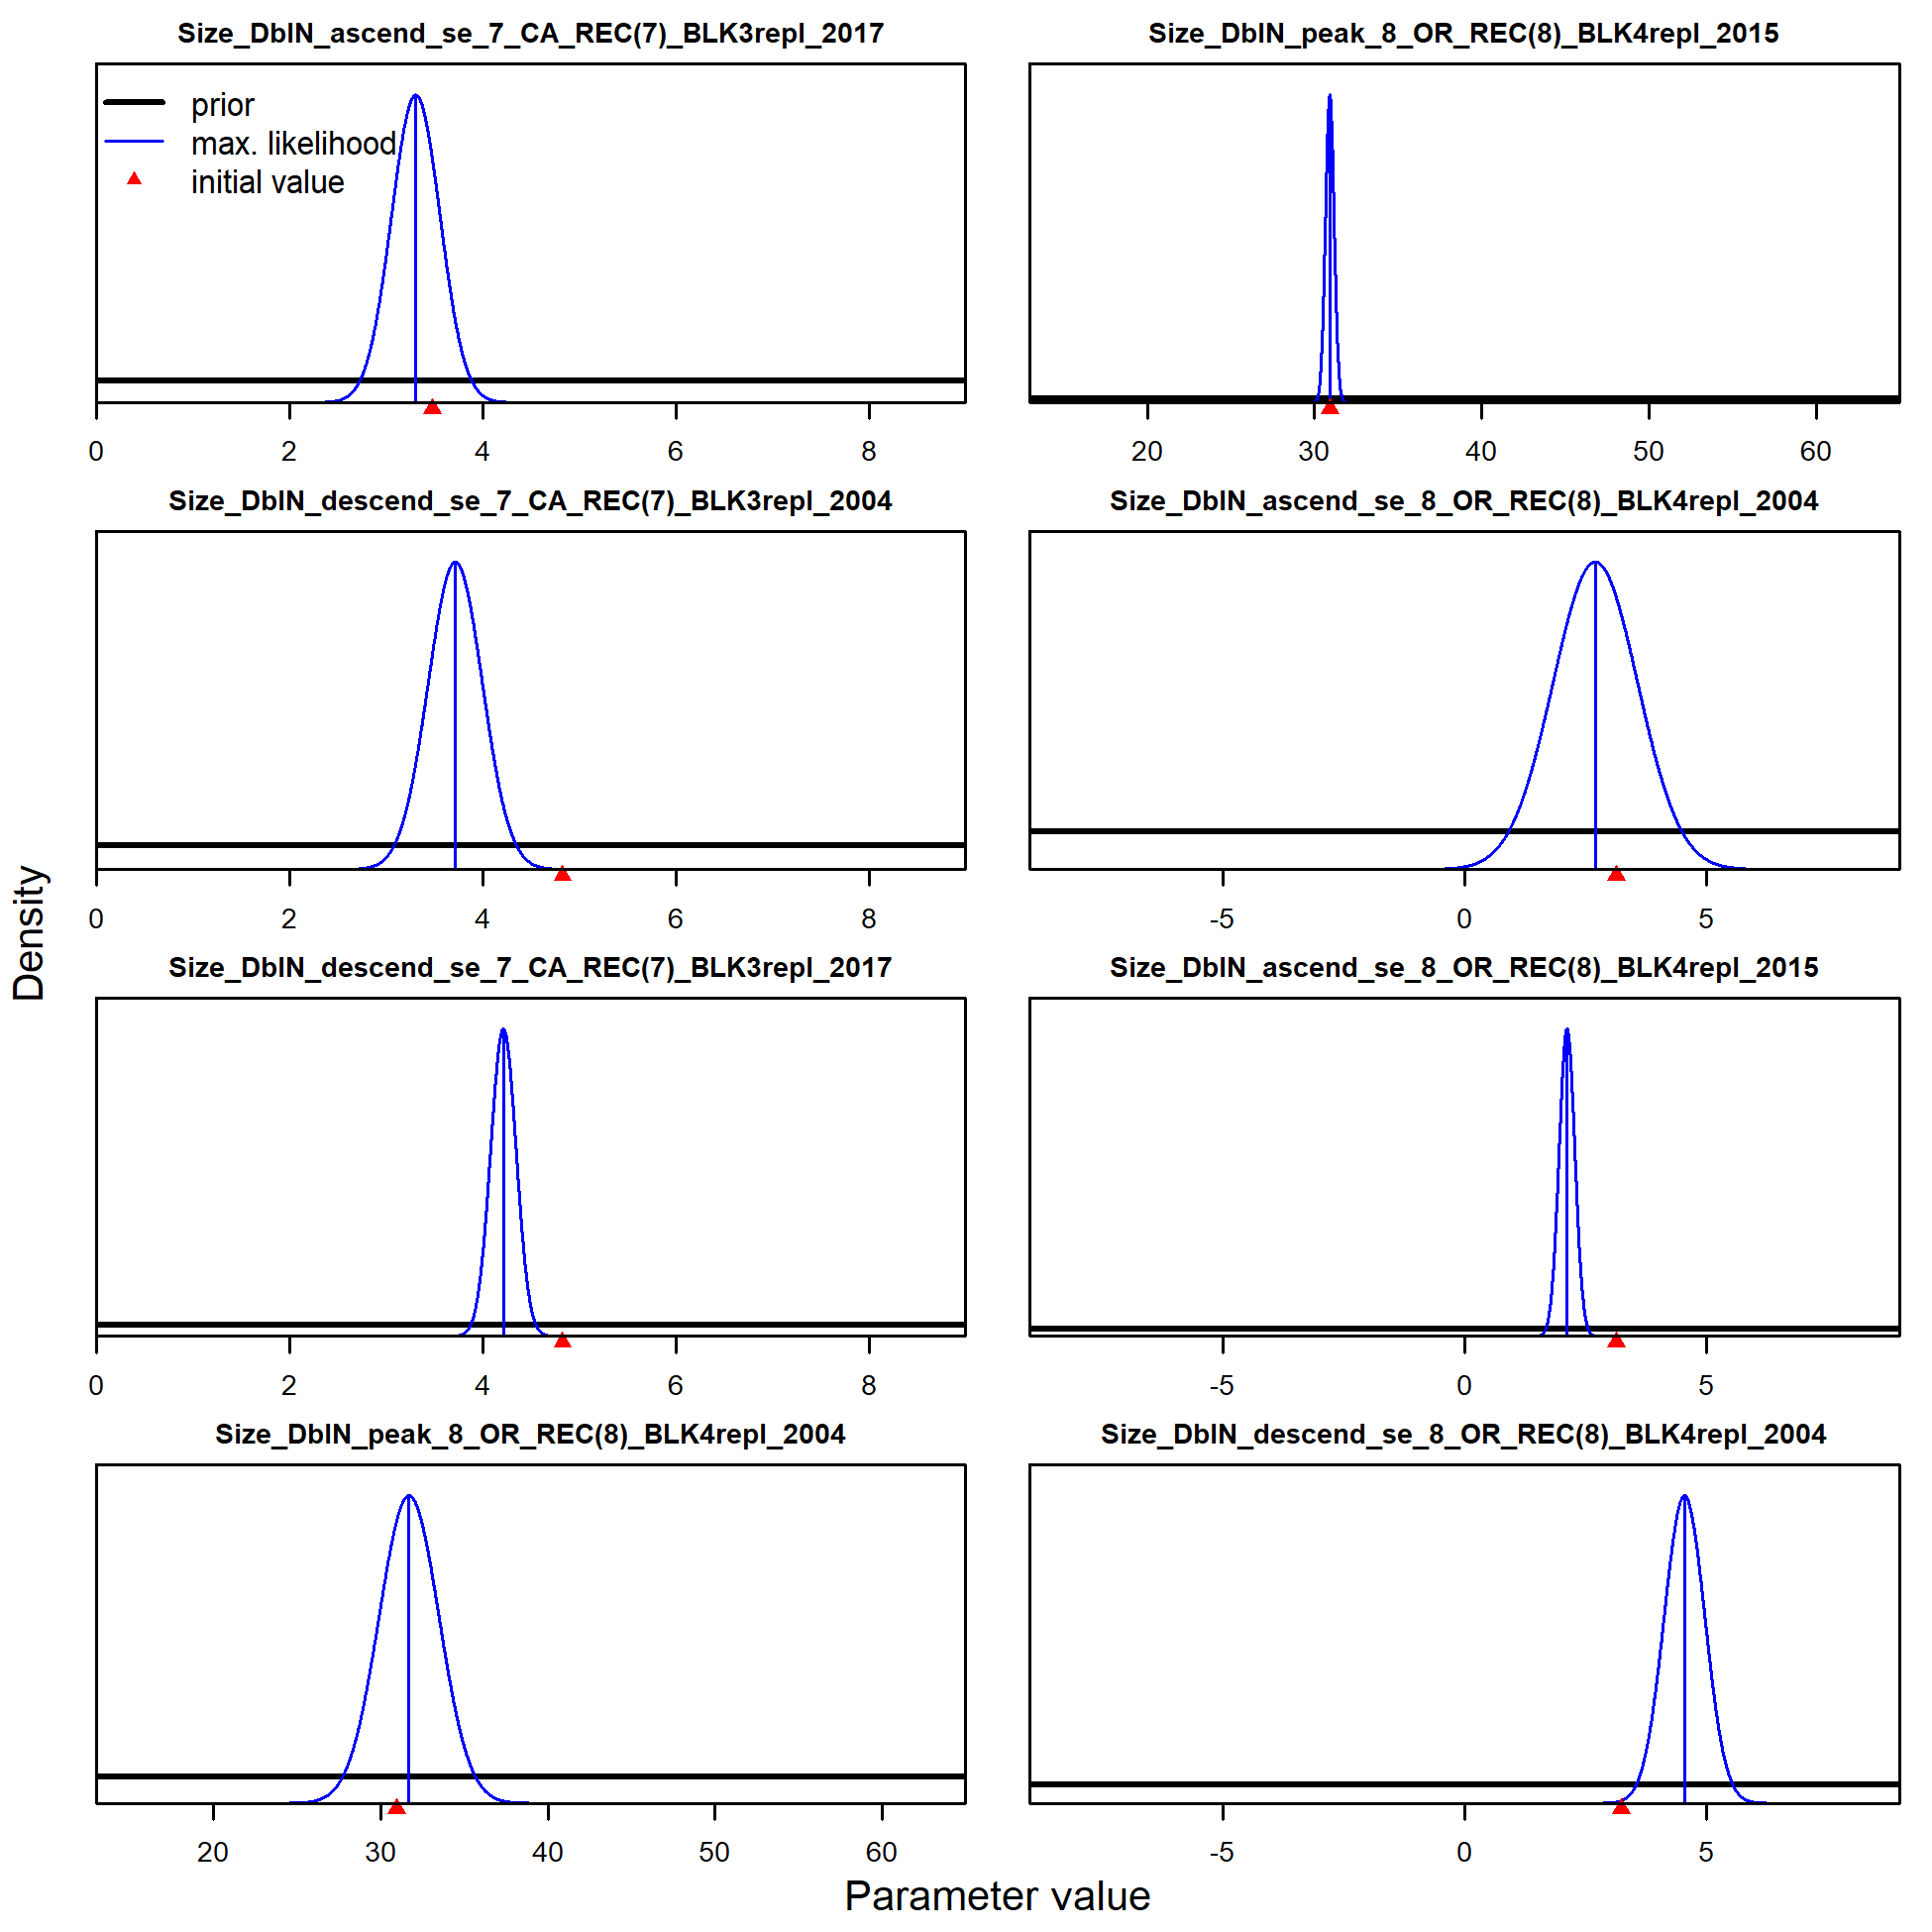 Size_DblN_ascend_se_7_CA_REC(7)_BLK3repl_2017
prior
max. likelihood
initial value
0 2 4 6 8
Size_DblN_peak_8_OR_REC(8)_BLK4repl_2015
20 30 40 50 60
Size_DblN_descend_se_7_CA_REC(7)_BLK3repl_2004
0 2 4 6 8
Size_DblN_ascend_se_8_OR_REC(8)_BLK4repl_2004
-5 0 5
Size_DblN_descend_se_7_CA_REC(7)_BLK3repl_2017
0 2 4 6 8
Size_DblN_ascend_se_8_OR_REC(8)_BLK4repl_2015
-5 0 5
Size_DblN_peak_8_OR_REC(8)_BLK4repl_2004
20 30 40 50 60
Size_DblN_descend_se_8_OR_REC(8)_BLK4repl_2004
-5 0 5
Density
Parameter value